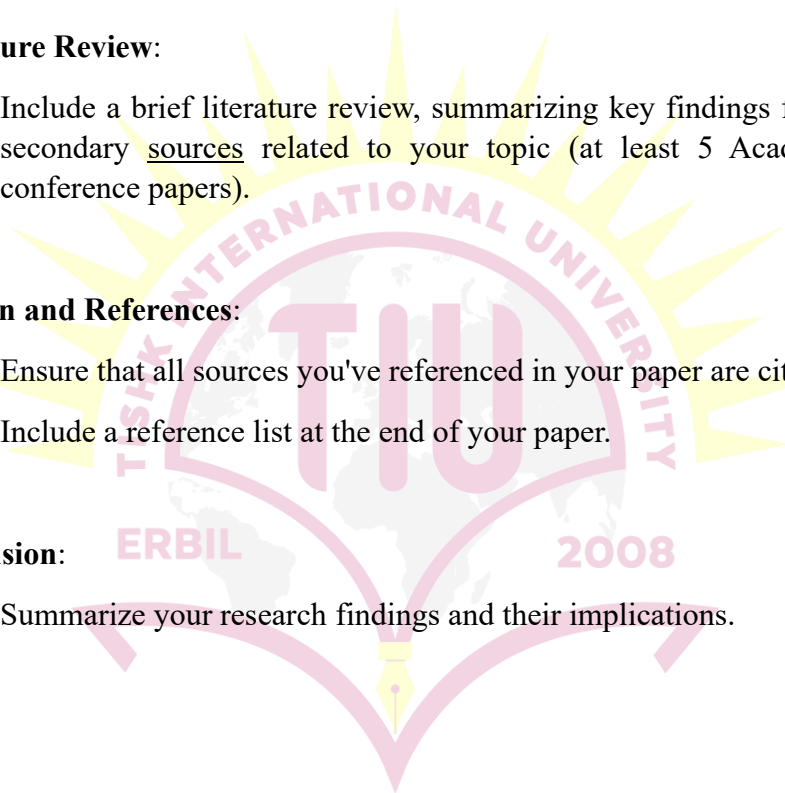 ure Review:
Include a brief literature review, summarizing key findings
secondary sources related to your topic (at least 5
conference papers).
n and References:
Ensure that all sources you've referenced in your paper are
Include a reference list at the end of your paper.
sion:
Summarize your research findings and their implications.
TISHK INTERNATIONAL UNIVERSITY
TIU
ERBIL 2008